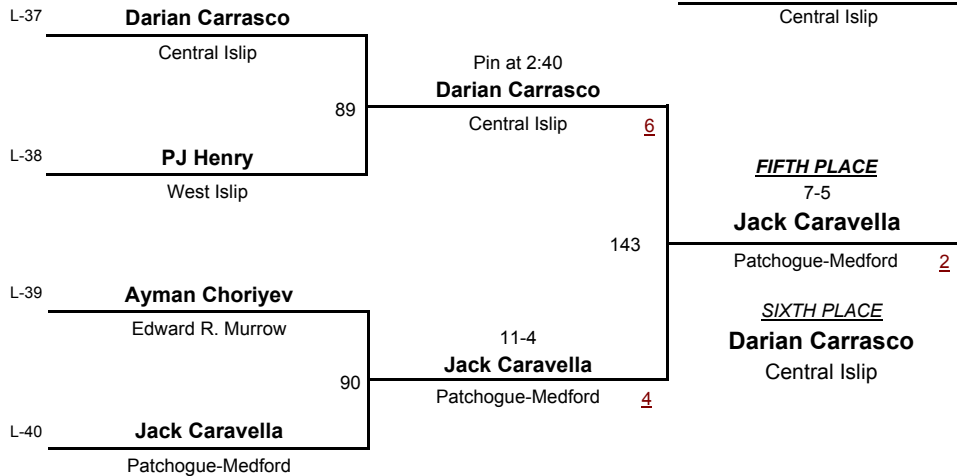 L-37
Darian Carrasco
Central Islip
Central Islip
Pin at 2:40
Darian Carrasco
89
Central Islip
6
L-38
PJ Henry
West Islip
FIFTH PLACE
7-5
Jack Caravella
143
Patchogue-Medford
2
L-39
Ayman Choriyev
Edward R. Murrow
SIXTH PLACE
Darian Carrasco
Central Islip
11-4
Jack Caravella
90
Patchogue-Medford
4
L-40
Jack Caravella
Patchogue-Medford